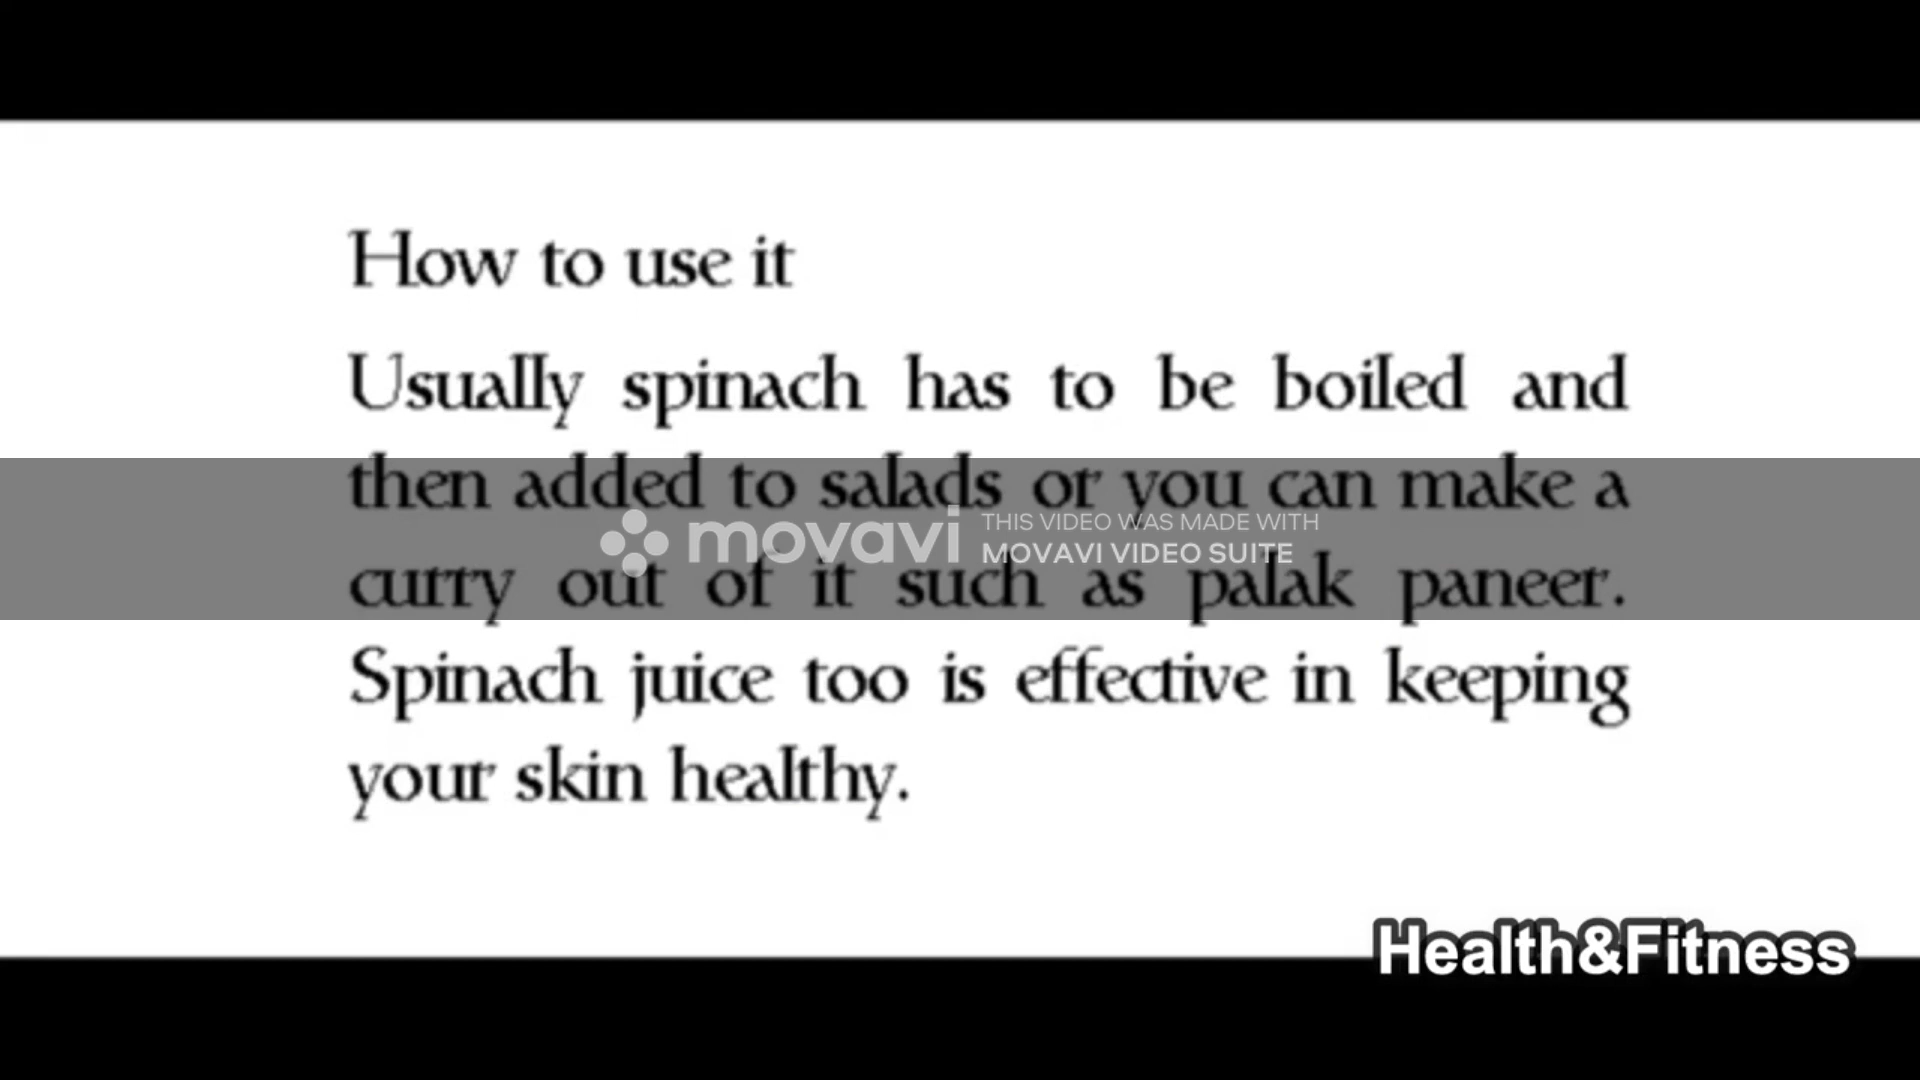 How to use it
Usually spinach has to be boiled and
then added to salads or you can make a
movavi THIS VIDEO WAS MADE WITH
MOVAVI VIDEO SUITE
curry out of it such as palak paneer.
Spinach juice too is effective in keeping
your skin healthy.
Health&Fitness